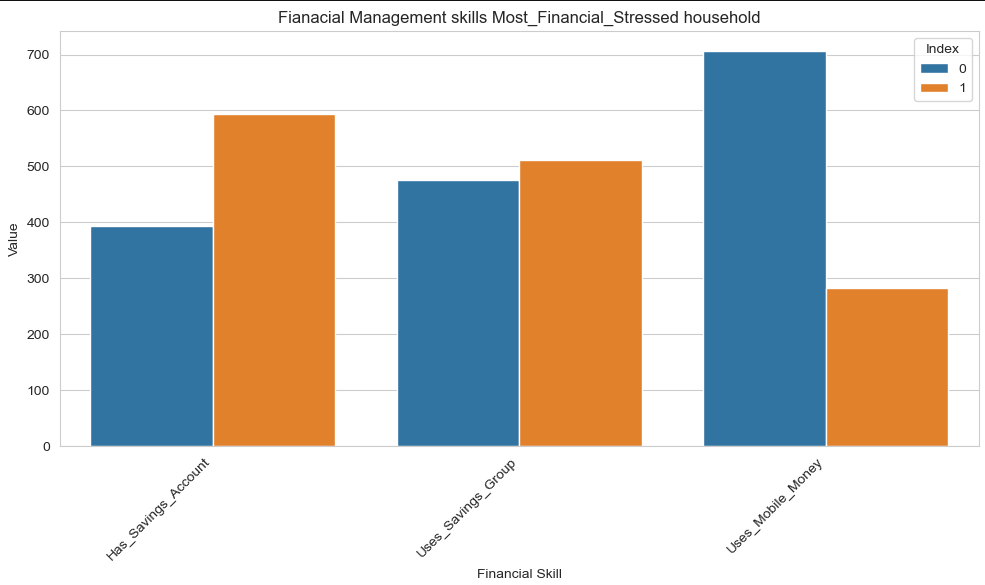 Fianacial Management skills Most_Financial_Stressed household
Index
0
1
Value
700
600
500
400
300
200
100
0
Has_Savings_Account
Uses_Savings_Group
Uses_Mobile_Money
Financial Skill